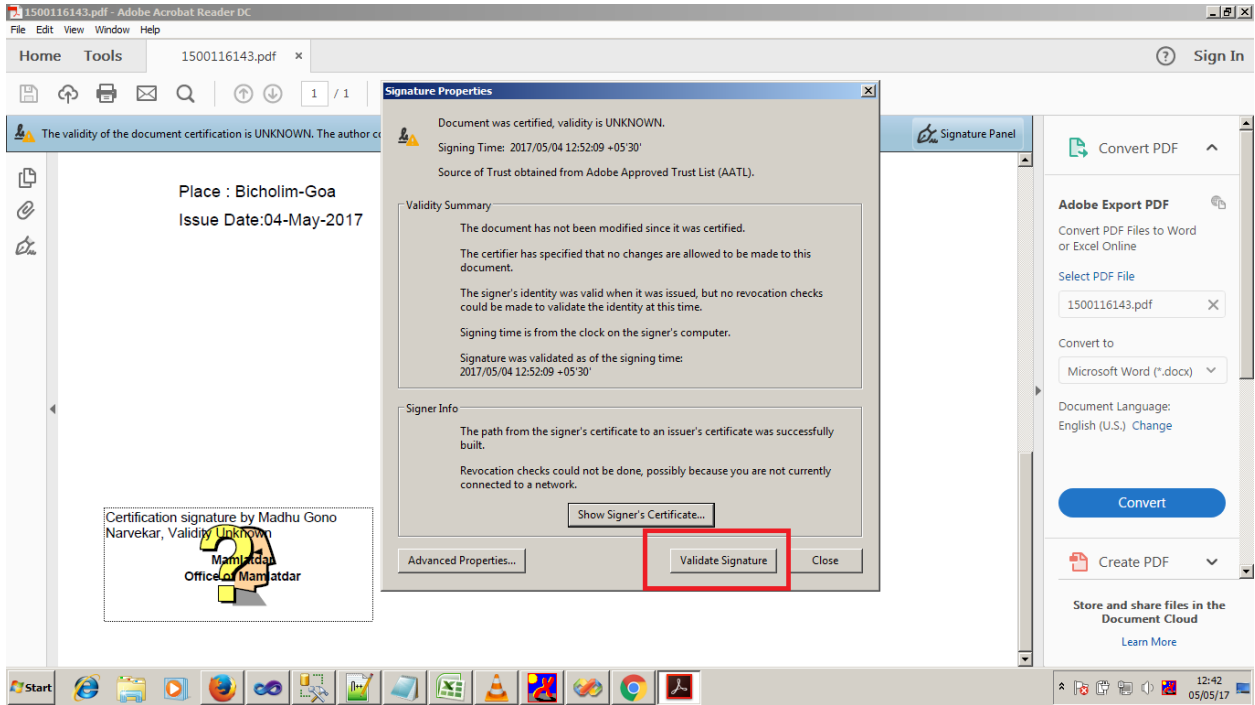 1500116143.pdf - Adobe Acrobat Reader DC
File Edit View Window Help
Home Tools 1500116143.pdf × ? Sign In
1 / 1
The validity of the document certification is UNKNOWN. The author
Signature Panel
Place : Bicholim-Goa
Issue Date:04-May-2017
Certification signature by Madhu Gono
Narvekar, Validity Unknown
Mamlatdar
Office of Mamlatdar
Signature Properties
Document was certified, validity is UNKNOWN.
Signing Time: 2017/05/04 12:52:09 +05'30'
Source of Trust obtained from Adobe Approved Trust List (AATL).
Validity Summary
The document has not been modified since it was certified.
The certifier has specified that no changes are allowed to be made to this
document.
The signer's identity was valid when it was issued, but no revocation checks
could be made to validate the identity at this time.
Signing time is from the clock on the signer's computer.
Signature was validated as of the signing time:
2017/05/04 12:52:09 +05'30'
Signer Info
The path from the signer's certificate to an issuer's certificate was successfully
built.
Revocation checks could not be done, possibly because you are not currently
connected to a network.
Show Signer's Certificate...
Advanced Properties... Validate Signature Close
Convert PDF
Adobe Export PDF
Convert PDF Files to Word
or Excel Online
Select PDF File
1500116143.pdf
Convert to
Microsoft Word (*.docx)
Document Language:
English (U.S.) Change
Convert
Create PDF
Store and share files in the
Document Cloud
Learn More
Start
12:42
05/05/17